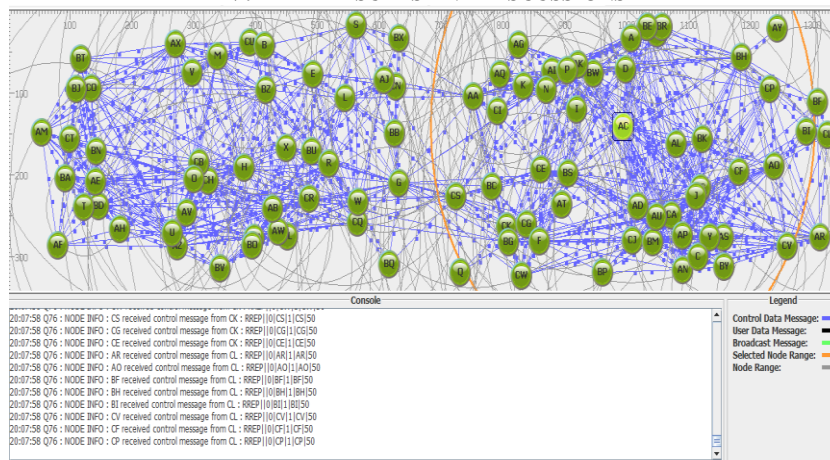 100 200 300 400 500 600 700 800 900 1000 1100 1200 1300
S AY
AX CU B BX AG A BE BR
BT M BH
V E AJ AQ AI P BW D
BJ BZ CN K N CP
L AA BF
100
CI T
AM CT BB AC BI
X BU AL BK
BN
CB R CE CF AO
200
BA AE O CH H G BC BS
CR W CS AT J
T BD AV AB AD AU CA
CQ CG
AH U AW BG F CJ BM AP Y AS AR
AF BD CV
C
300
BV BQ Q CW BP AN BY
Console
20:07:58 Q76 : NODE INFO : CS received control message from CK : RREP||0|CS|1|CS|50
20:07:58 Q76 : NODE INFO : CG received control message from CK : RREP||0|CG|1|CG|50
20:07:58 Q76 : NODE INFO : CE received control message from CK : RREP||0|CE|1|CE|50
20:07:58 Q76 : NODE INFO : AR received control message from CL : RREP||0|AR|1|AR|50
20:07:58 Q76 : NODE INFO : AO received control message from CL : RREP||0|AO|1|AO|50
20:07:58 Q76 : NODE INFO : BF received control message from CL : RREP||0|BF|1|BF|50
20:07:58 Q76 : NODE INFO : BH received control message from CL : RREP||0|BH|1|BH|50
20:07:58 Q76 : NODE INFO : BI received control message from CL : RREP||0|BI|1|BI|50
20:07:58 Q76 : NODE INFO : CV received control message from CL : RREP||0|CV|1|CV|50
20:07:58 Q76 : NODE INFO : CF received control message from CL : RREP||0|CF|1|CF|50
20:07:58 Q76 : NODE INFO : CP received control message from CL : RREP||0|CP|1|CP|50
Legend
Control Data Message:
User Data Message:
Broadcast Message:
Selected Node Range:
Node Range: